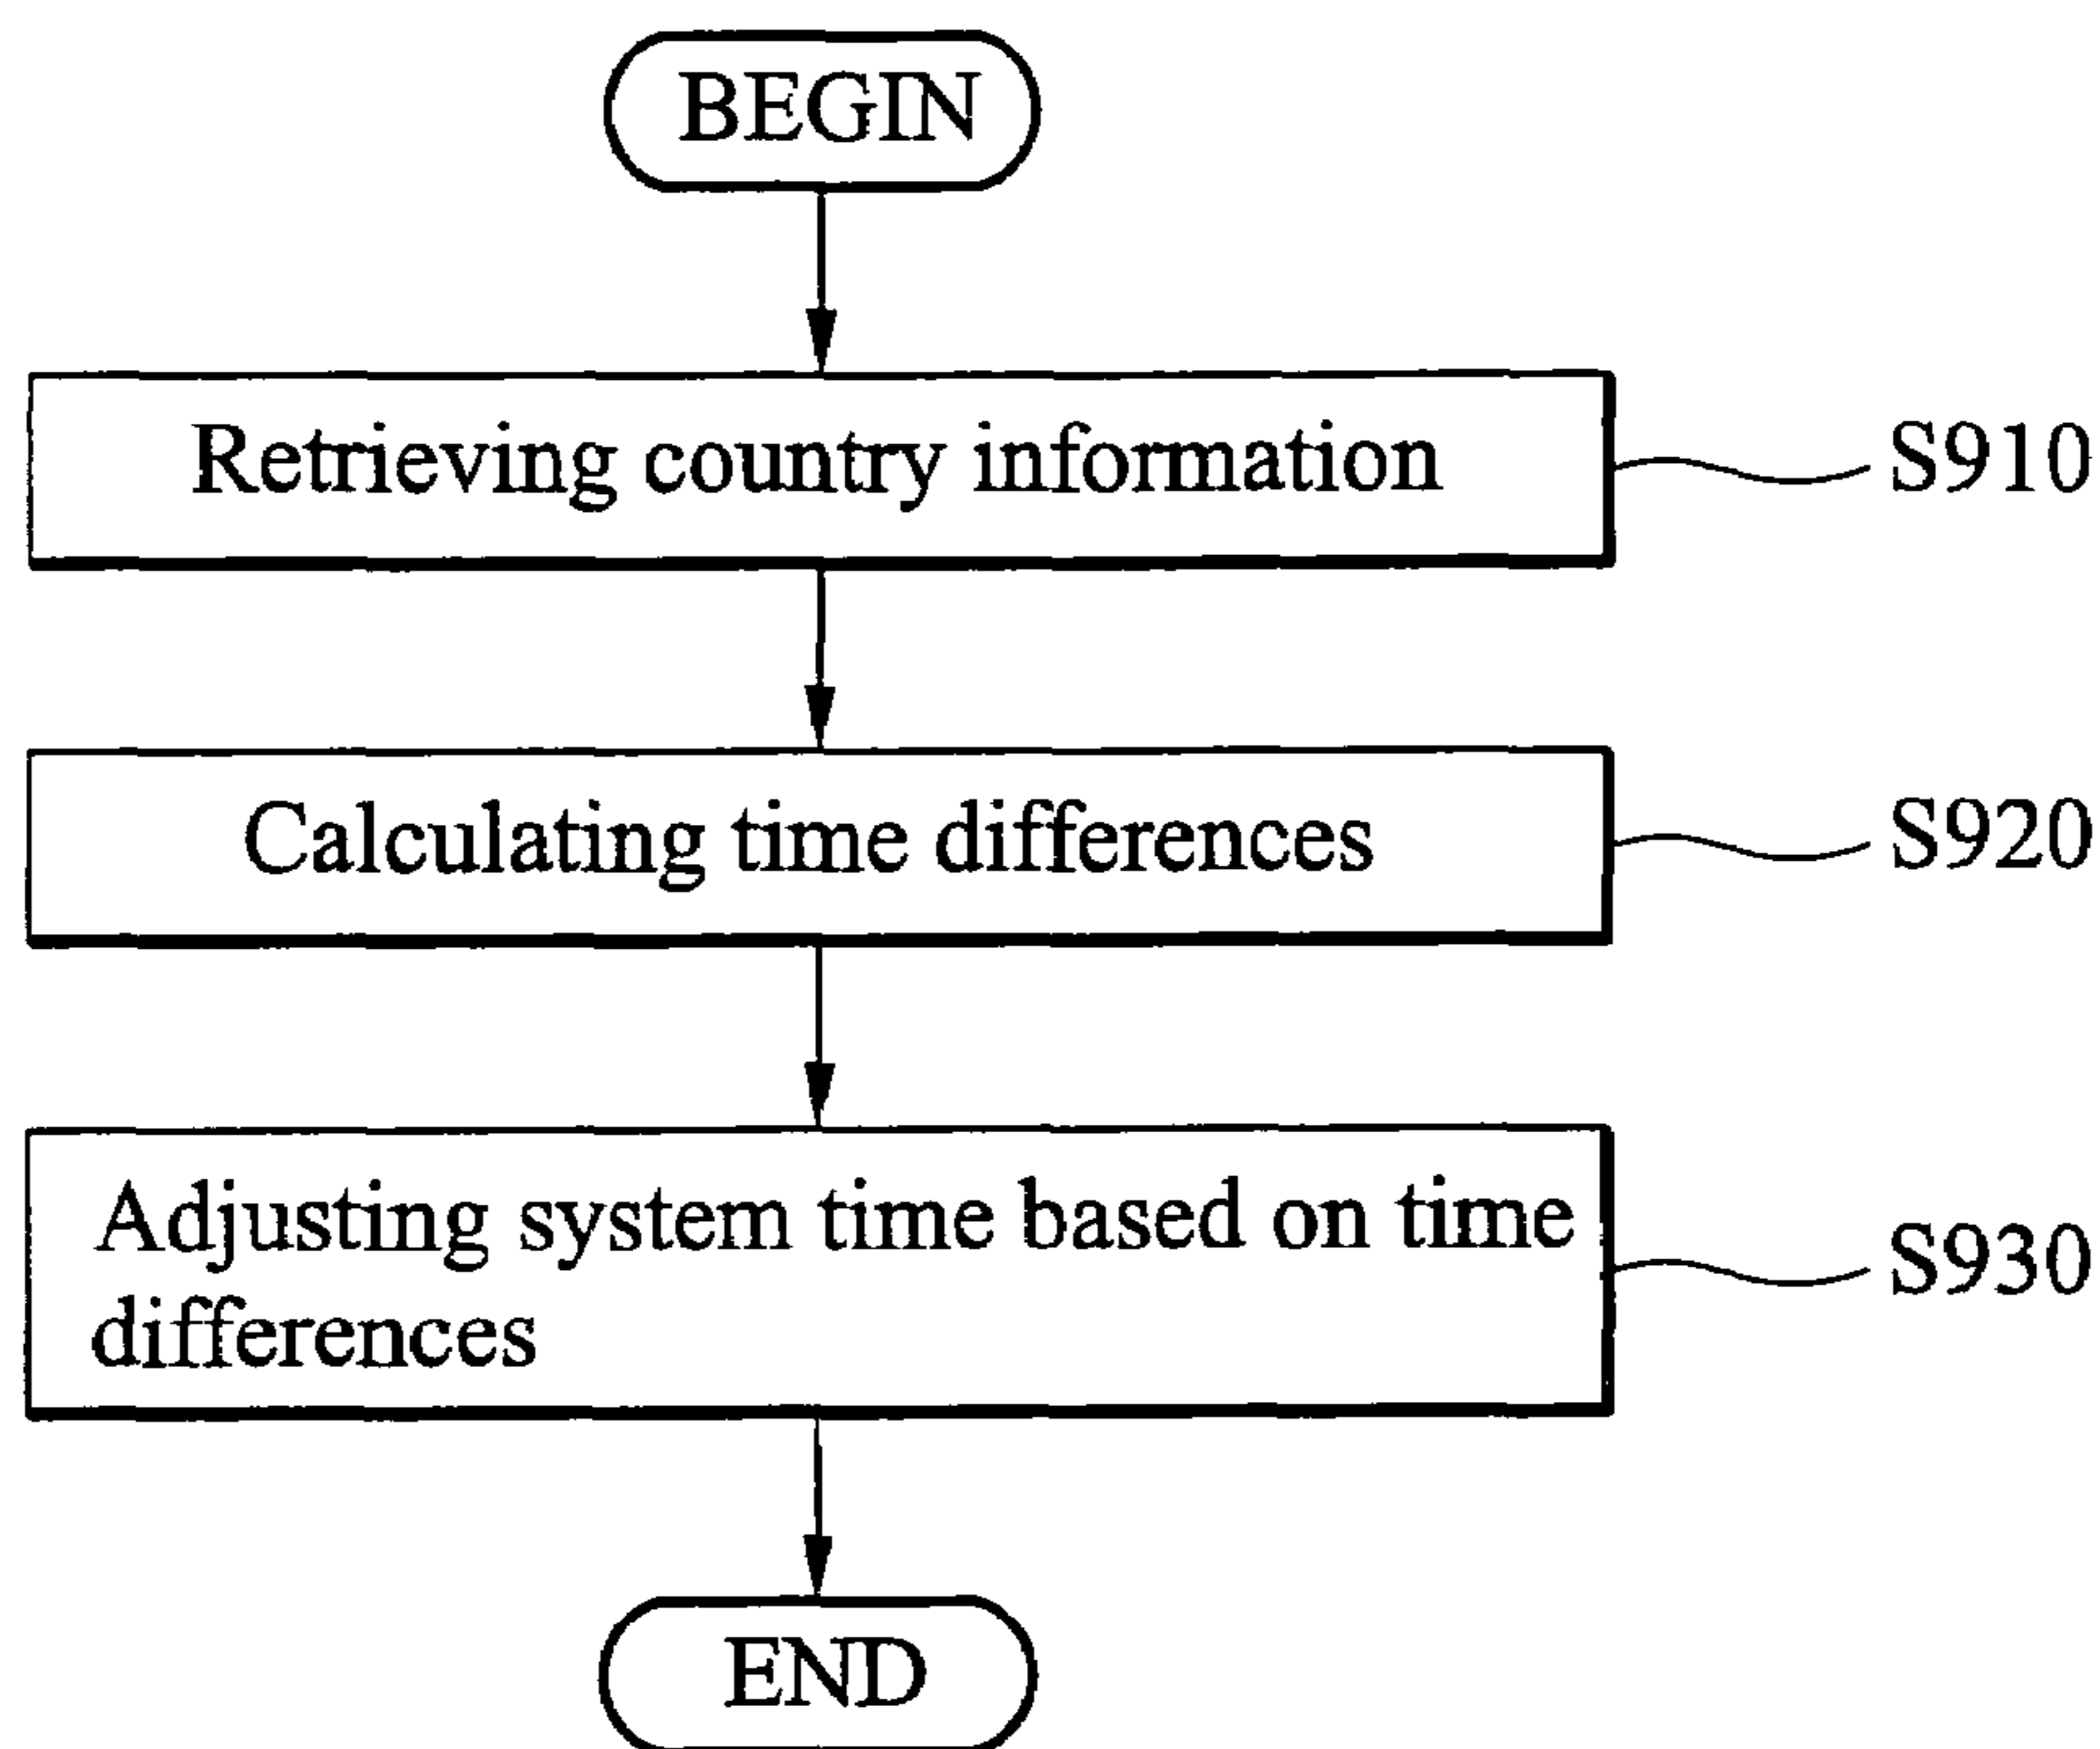 BEGIN
Retrieving country information
S910
Calculating time differences
S920
Adjusting system time based on time
differences
S930
END